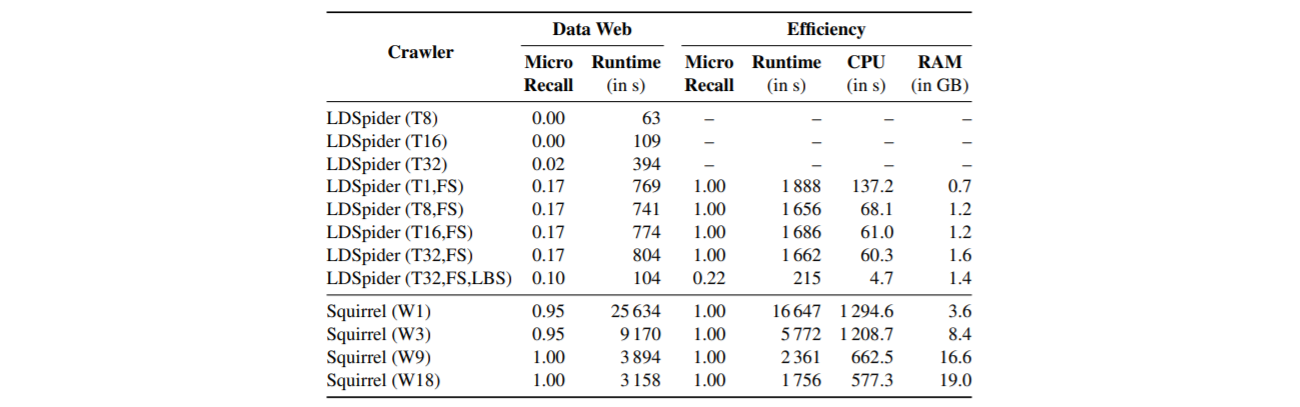 Data Web Efficiency
Crawler
Micro Runtime Micro Runtime CPU RAM
Recall (in s) Recall (in s) (in s) (in GB)
LDSpider (T8) 0.00 63 – – – –
LDSpider (T16) 0.00 109 – – – –
LDSpider (T32) 0.02 394 – – – –
LDSpider (T1,FS) 0.17 769 1.00 1 888 137.2 0.7
LDSpider (T8,FS) 0.17 741 1.00 1 656 68.1 1.2
LDSpider (T16,FS) 0.17 774 1.00 1 686 61.0 1.2
LDSpider (T32,FS) 0.17 804 1.00 1 662 60.3 1.6
LDSpider (T32,FS,LBS) 0.10 104 0.22 215 4.7 1.4
Squirrel (W1) 0.95 25 634 1.00 16 647 1 294.6 3.6
Squirrel (W3) 0.95 9 170 1.00 5 772 1 208.7 8.4
Squirrel (W9) 1.00 3 894 1.00 2 361 662.5 16.6
Squirrel (W18) 1.00 3 158 1.00 1 756 577.3 19.0